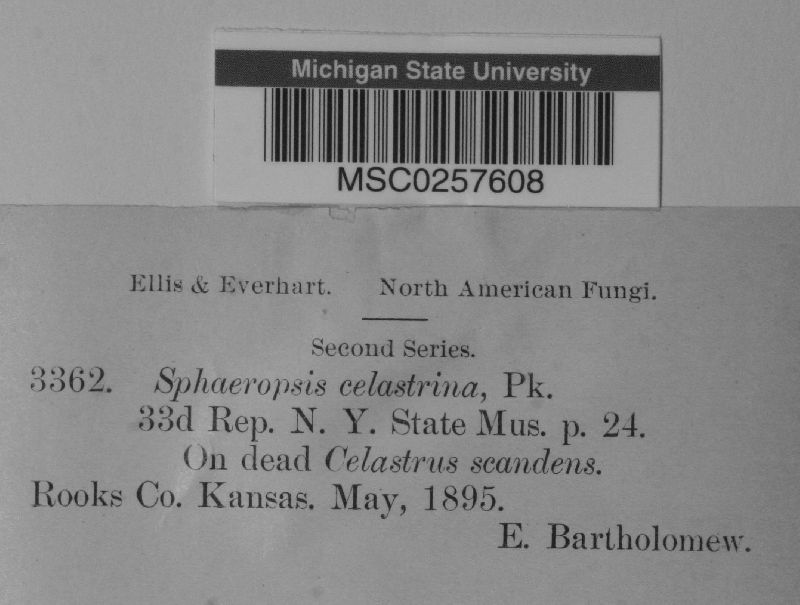 Michigan State University
MSC0257608
Ellis & Everhart. North American Fungi.
Second Series.
3362. Sphaeropsis celastrina, Pk.
33d Rep. N. Y. State Mus. p. 24.
On dead Celastrus scandens.
Rooks Co. Kansas. May, 1895.
E. Bartholomew.